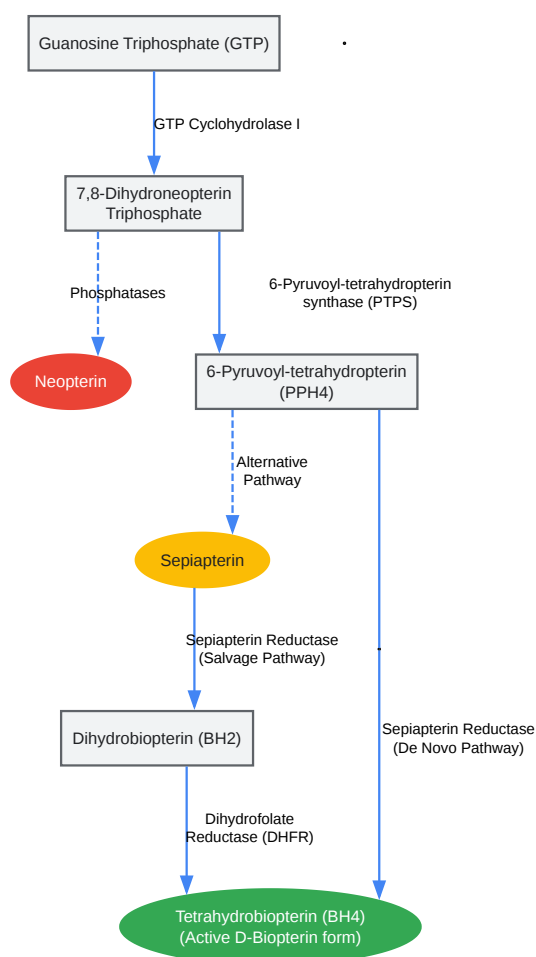 Guanosine Triphosphate (GTP)
GTP Cyclohydrolase I
7,8-Dihydroneopterin
Triphosphate
Phosphatases
6-Pyruvoyl-tetrahydropterin
synthase (PTPS)
Neopterin
6-Pyruvoyl-tetrahydropterin
(PPH4)
Alternative
Pathway
Sepiapterin
Sepiapterin Reductase
(Salvage Pathway)
Dihydrobiopterin (BH2)
Sepiapterin Reductase
(De Novo Pathway)
Dihydrofolate
Reductase (DHFR)
Tetrahydrobiopterin (BH4)
(Active D-Biopterin form)